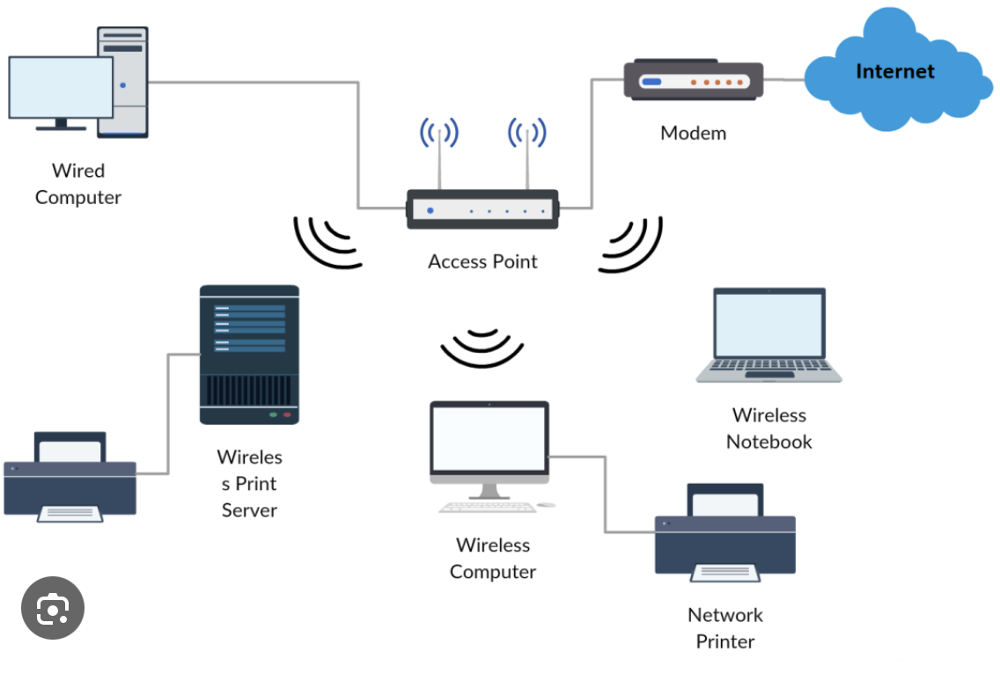 Internet
Modem
Wired
Computer
Access Point
Wireles
s Print
Server
Wireless
Notebook
Wireless
Computer
Network
Printer